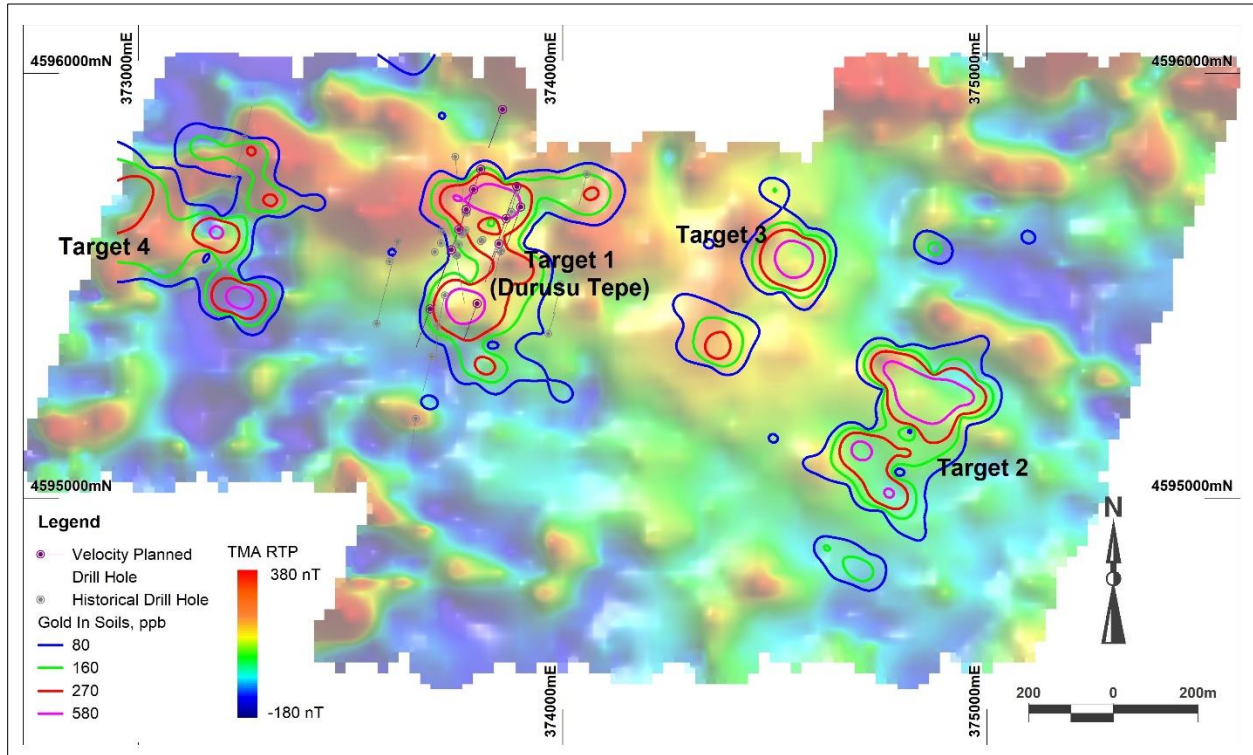 4596000mN
373000mE
374000mE
375000mE
4596000mN
Target 4
Target 1
(Durusu Tepe)
Target 3
Target 2
4595000mN
4595000mN
Legend
Velocity Planned
Drill Hole
Historical Drill Hole
Gold In Soils, ppb
80
160
270
580
TMA RTP
380 nT
-180 nT
374000mE
375000mE
N
200
0
200m